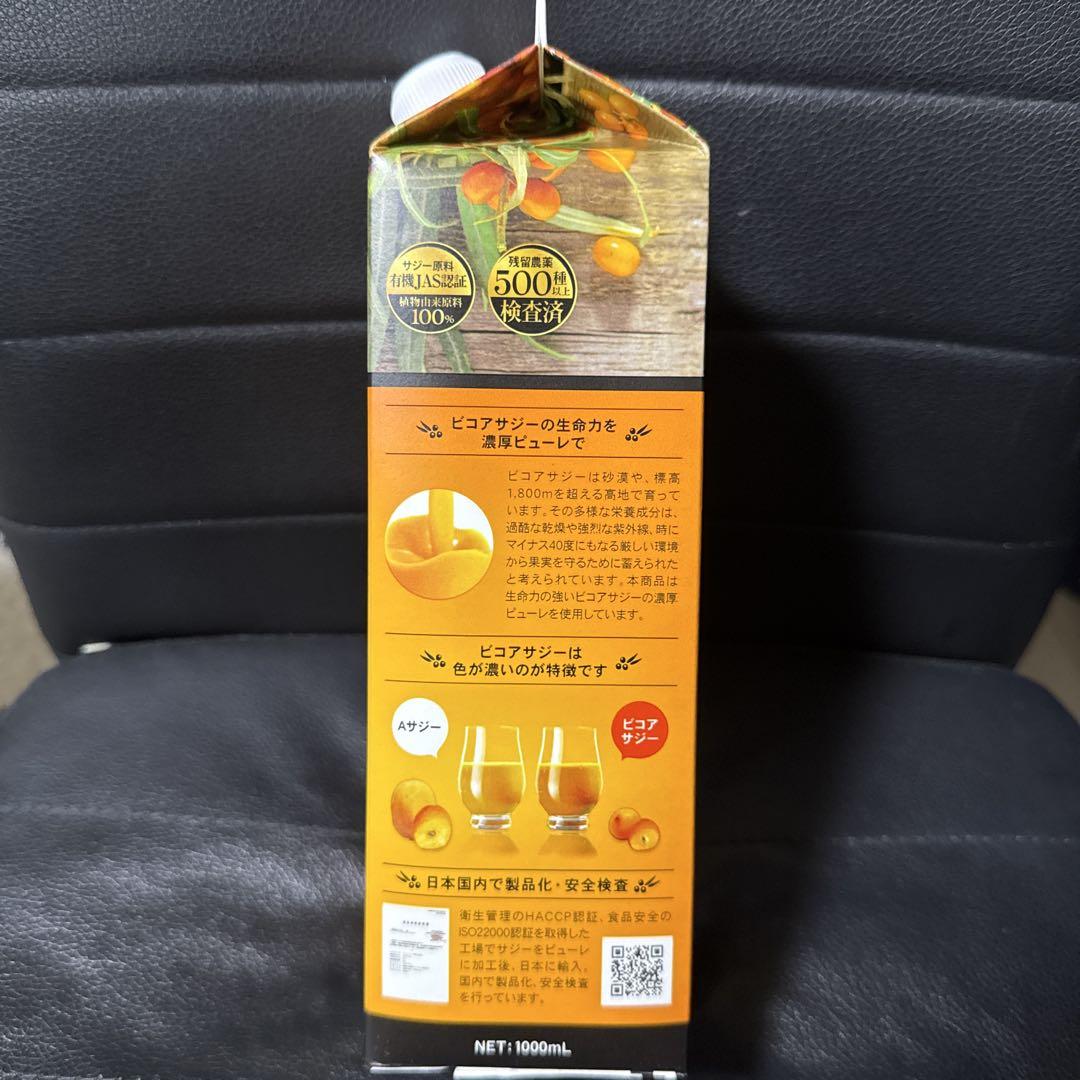 サジー原料
有機JAS認証
植物由来原料
100%
残留農薬
500種以上
検査済
ビコアサジーの生命力を
濃厚ピューレで
ビコアサジーは砂漠や、標高
1,800mを超える高地で育って
います。その多様な栄養成分は、
過酷な乾燥や強烈な紫外線、時に
マイナス40度にもなる厳しい環境
から果実を守るために蓄えられた
と考えられています。本商品は
生命力の強いビコアサジーの濃厚
ピューレを使用しています。
ビコアサジーは
色が濃いのが特徴です
Aサジー
ビコア
サジー
日本国内で製品化・安全検査
衛生管理のHACCP認証、食品安全の
ISO22000認証を取得した
工場でサジーをピューレ
に加工後、日本に輸入。
国内で製品化、安全検査
を行っています。
NET:1000mL